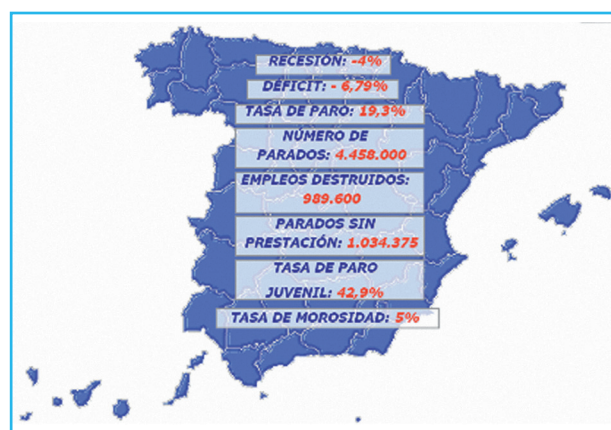 RECESIÓN: -4%
DÉFICIT: - 6,79%
TASA DE PARO: 19,3%
NÚMERO DE
PARADOS: 4.458.000
EMPLEOS DESTRUIDOS:
989.600
PARADOS SIN
PRESTACIÓN: 1.034.375
TASA DE PARO
JUVENIL: 42,9%
TASA DE MOROSIDAD: 5%